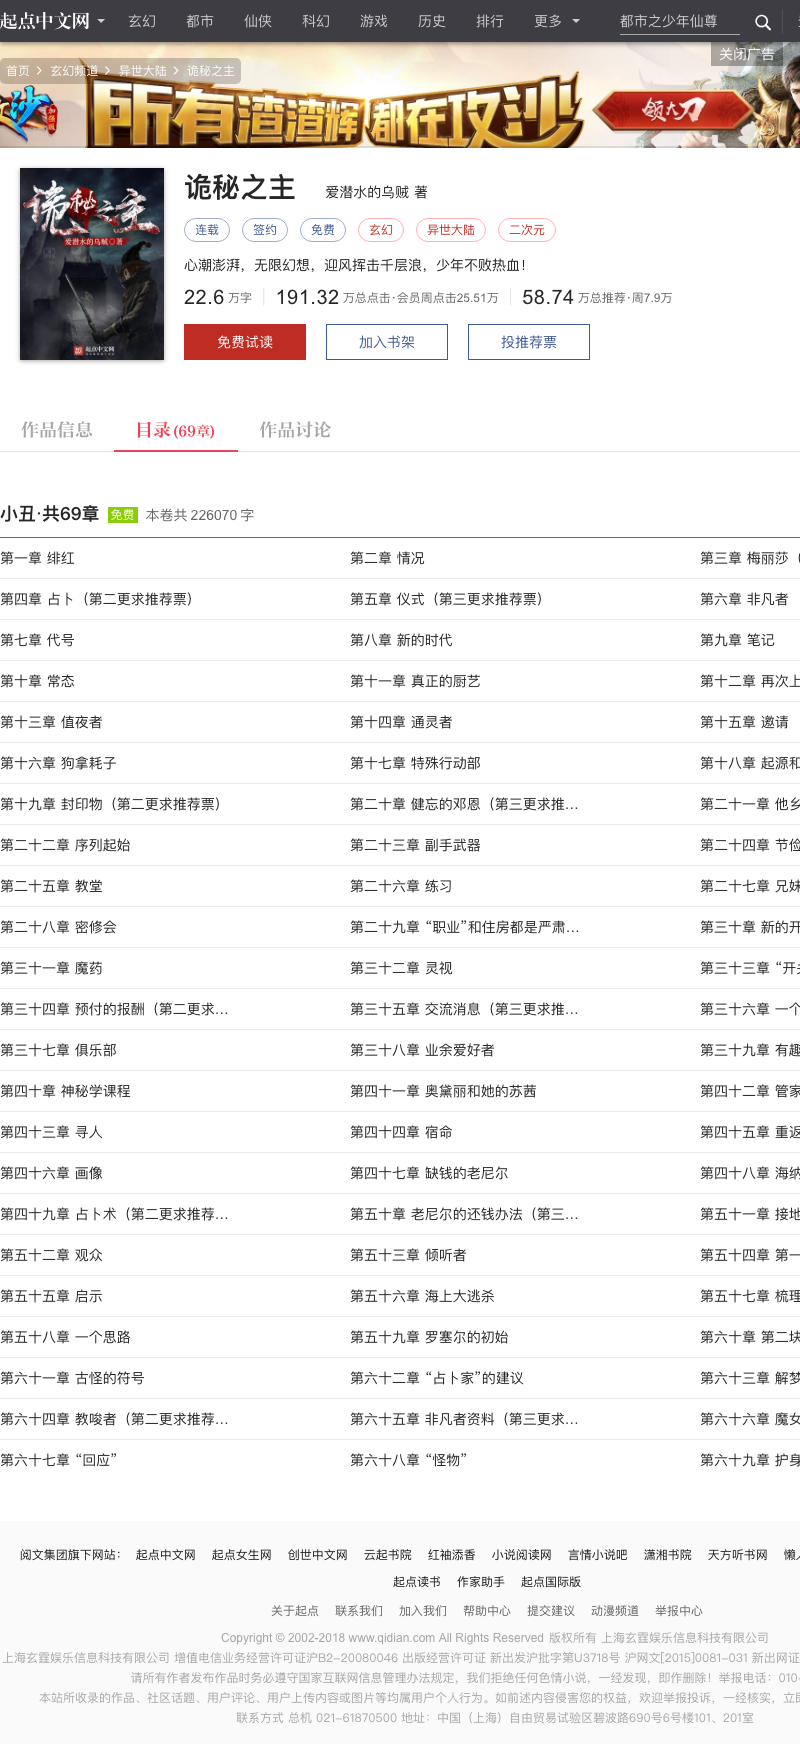 起点中文网 玄幻 都市 仙侠 科幻 游戏 历史 排行 更多 都市之少年仙尊
关闭广告
首页 > 玄幻频道 > 异世大陆 > 诡秘之主
所有渣渣辉 都在攻沙 领大刀
诡秘之主
爱潜水的乌贼◎著
起点中文网
诡秘之主 爱潜水的乌贼 著
连载 签约 免费 玄幻 异世大陆 二次元
心潮澎湃，无限幻想，迎风挥击千层浪，少年不败热血！
22.6 万字 191.32 万总点击·会员周点击25.51万 58.74 万总推荐·周7.9万
免费试读 加入书架 投推荐票
作品信息 目录(69章) 作品讨论
小丑·共69章 免费 本卷共 226070 字
第一章 绯红 第二章 情况 第三章 梅丽莎（
第四章 占卜（第二更求推荐票） 第五章 仪式（第三更求推荐票） 第六章 非凡者
第七章 代号 第八章 新的时代 第九章 笔记
第十章 常态 第十一章 真正的厨艺 第十二章 再次上
第十三章 值夜者 第十四章 通灵者 第十五章 邀请
第十六章 狗拿耗子 第十七章 特殊行动部 第十八章 起源和
第十九章 封印物（第二更求推荐票） 第二十章 健忘的邓恩（第三更求推... 第二十一章 他乡
第二十二章 序列起始 第二十三章 副手武器 第二十四章 节俭
第二十五章 教堂 第二十六章 练习 第二十七章 兄妹
第二十八章 密修会 第二十九章 “职业”和住房都是严肃... 第三十章 新的开
第三十一章 魔药 第三十二章 灵视 第三十三章 “开
第三十四章 预付的报酬（第二更求... 第三十五章 交流消息（第三更求推... 第三十六章 一个
第三十七章 俱乐部 第三十八章 业余爱好者 第三十九章 有趣
第四十章 神秘学课程 第四十一章 奥黛丽和她的苏茜 第四十二章 管家
第四十三章 寻人 第四十四章 宿命 第四十五章 重返
第四十六章 画像 第四十七章 缺钱的老尼尔 第四十八章 海纳
第四十九章 占卜术（第二更求推荐... 第五十章 老尼尔的还钱办法（第三... 第五十一章 接地
第五十二章 观众 第五十三章 倾听者 第五十四章 第一
第五十五章 启示 第五十六章 海上大逃杀 第五十七章 梳理
第五十八章 一个思路 第五十九章 罗塞尔的初始 第六十章 第二块
第六十一章 古怪的符号 第六十二章 “占卜家”的建议 第六十三章 解梦
第六十四章 教唆者（第二更求推荐... 第六十五章 非凡者资料（第三更求... 第六十六章 魔女
第六十七章 “回应” 第六十八章 “怪物” 第六十九章 护身
阅文集团旗下网站： 起点中文网 起点女生网 创世中文网 云起书院 红袖添香 小说阅读网 言情小说吧 潇湘书院 天方听书网 懒
起点读书 作家助手 起点国际版
关于起点 联系我们 加入我们 帮助中心 提交建议 动漫频道 举报中心
Copyright © 2002-2018 www.qidian.com All Rights Reserved 版权所有 上海玄霆娱乐信息科技有限公司
上海玄霆娱乐信息科技有限公司 增值电信业务经营许可证沪B2-20080046 出版经营许可证 新出发沪批字第U3718号 沪网文[2015]0081-031 新出网证
请所有作者发布作品时务必遵守国家互联网信息管理办法规定，我们拒绝任何色情小说，一经发现，即作删除！举报电话：010-
本站所收录的作品、社区话题、用户评论、用户上传内容或图片等均属用户个人行为。如前述内容侵害您的权益，欢迎举报投诉，一经核实，立即
联系方式 总机 021-61870500 地址：中国（上海）自由贸易试验区碧波路690号6号楼101、201室